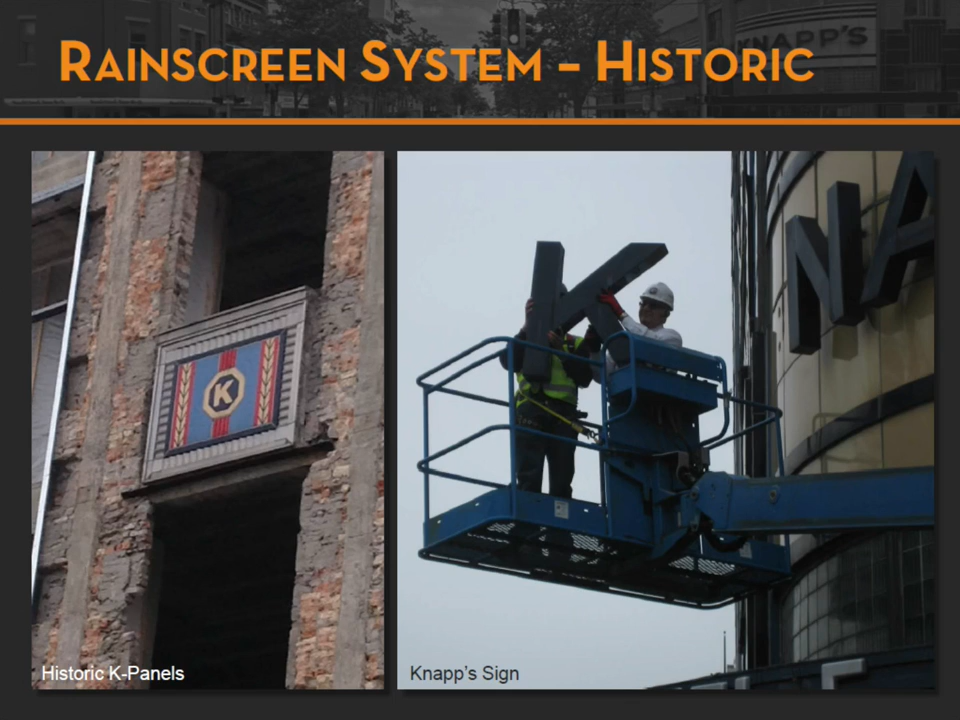 KNAPP'S
RAINSCREEN SYSTEM – HISTORIC
K
K
NA
Historic K-Panels
Knapp's Sign